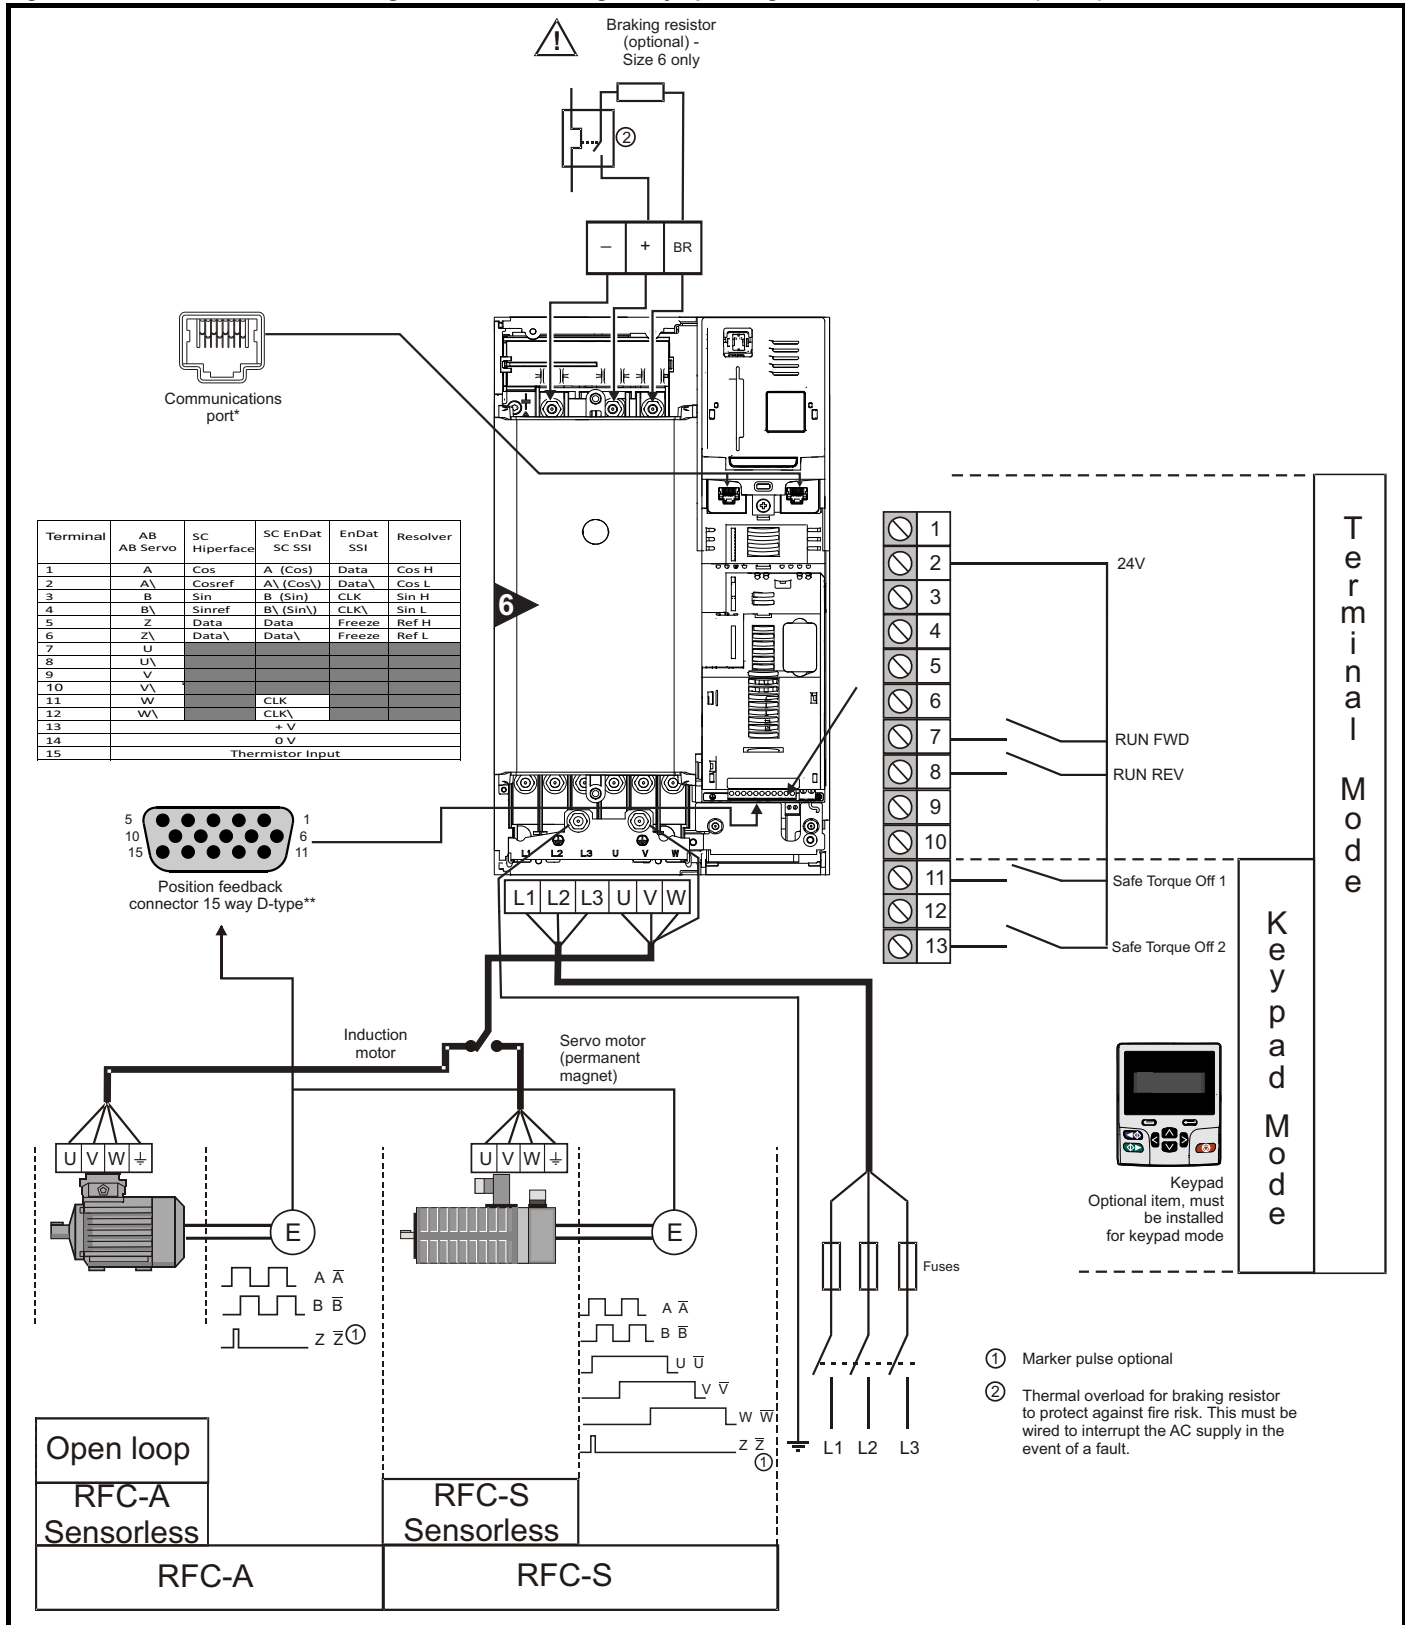 Braking resistor
(optional) -
Size 6 only
2
– + BR
Communications
port*
Terminal AB AB Servo SC Hiperface SC EnDat SC SSI EnDat SSI Resolver
1 A Cos A (Cos) Data Cos H
2 A\ Cosref A\ (Cos\) Data\ Cos L
3 B Sin B (Sin) CLK Sin H
4 B\ Sinref B\ (Sin\) CLK\ Sin L
5 Z Data Data Freeze Ref H
6 Z\ Data\ Data\ Freeze Ref L
7 U
8 U\
9 V
10 V\
11 W CLK
12 W\ CLK\
13 + V
14 0 V
15 Thermistor Input
6
1
2
3
4
5
6
7
8
9
10
11
12
13
24V
RUN FWD
RUN REV
Safe Torque Off 1
Safe Torque Off 2
Terminal Mode
Keypad Mode
5 1
10 6
15 11
Position feedback
connector 15 way D-type**
L1 L2 L3 U V W
L1 L2 L3 U V W
Induction
motor
Servo motor
(permanent
magnet)
U V W
U V W
E
E
Keypad
Optional item, must
be installed
for keypad mode
Fuses
A A̅
B B̅
Z Z̅ 1
A A̅
B B̅
U U̅
V V̅
W W̅
Z Z̅
1
L1 L2 L3
1 Marker pulse optional
2 Thermal overload for braking resistor
to protect against fire risk. This must be
wired to interrupt the AC supply in the
event of a fault.
Open loop
RFC-A
Sensorless
RFC-S
Sensorless
RFC-A
RFC-S